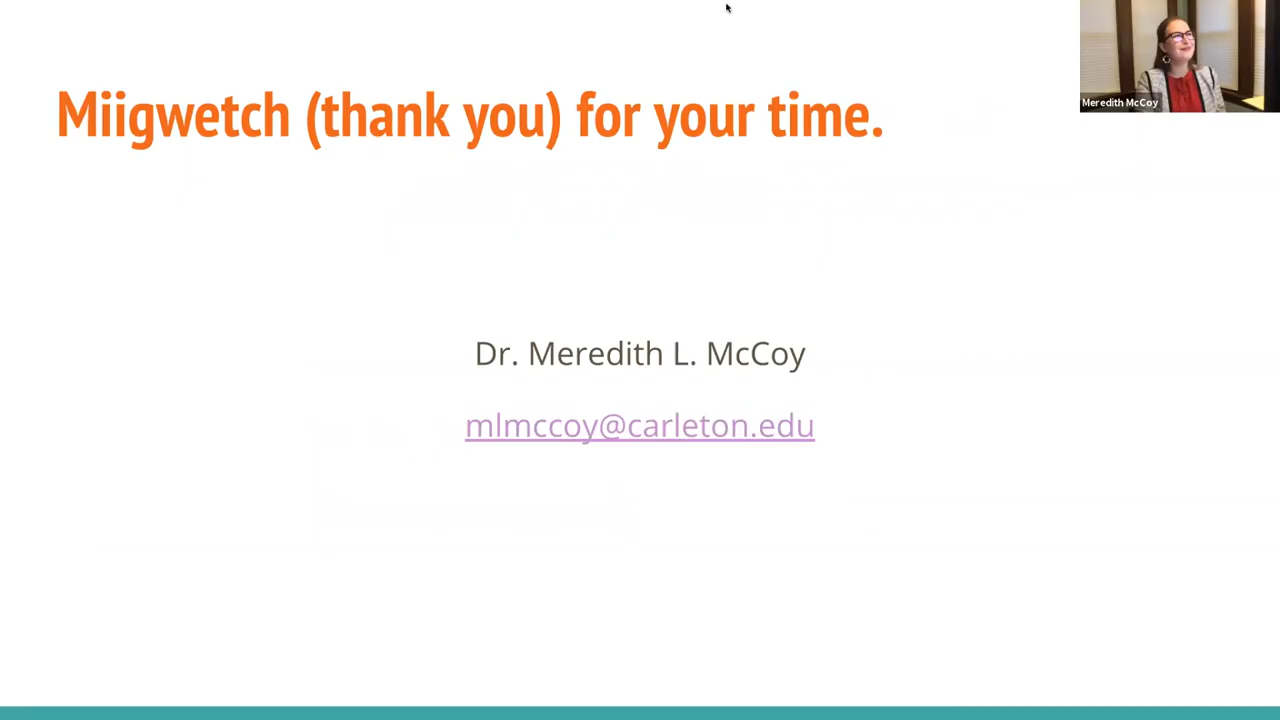 Miigwetch (thank you) for your time.
Meredith McCoy
Dr. Meredith L. McCoy
mlmccoy@carleton.edu